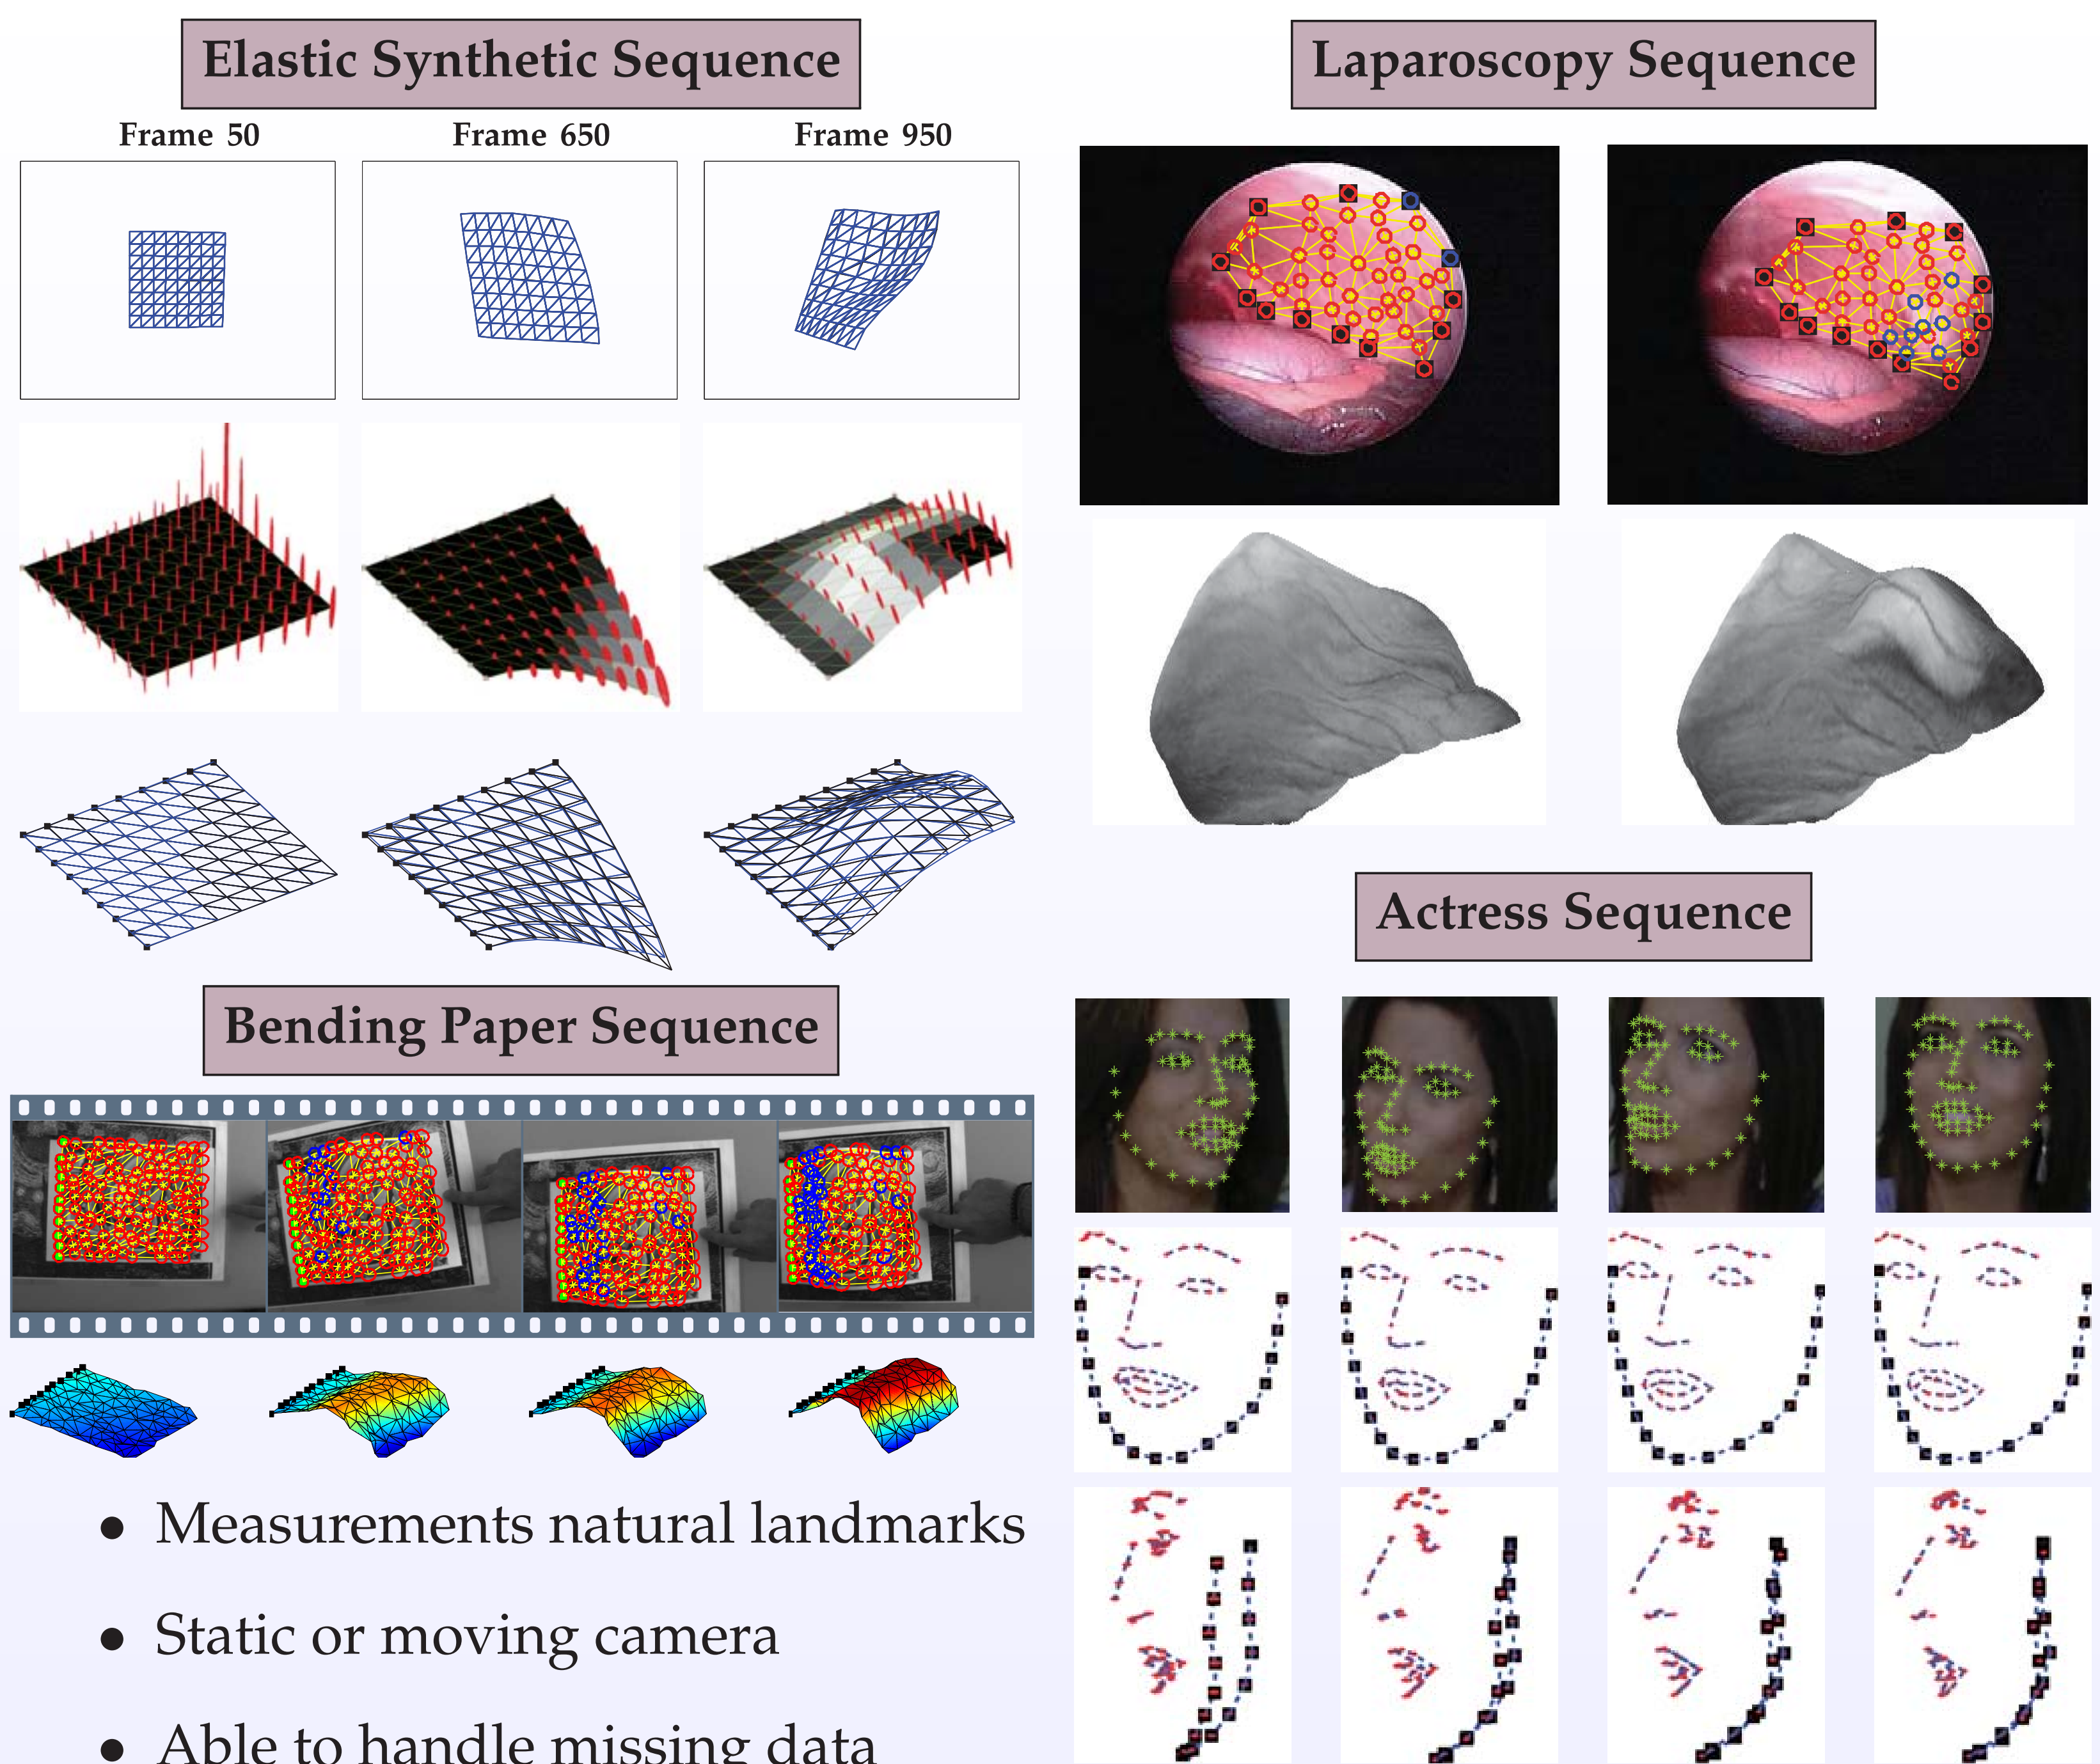 Elastic Synthetic Sequence
Frame 50
Frame 650
Frame 950
Laparoscopy Sequence
Actress Sequence
Bending Paper Sequence
● Measurements natural landmarks
● Static or moving camera
● Able to handle missing data